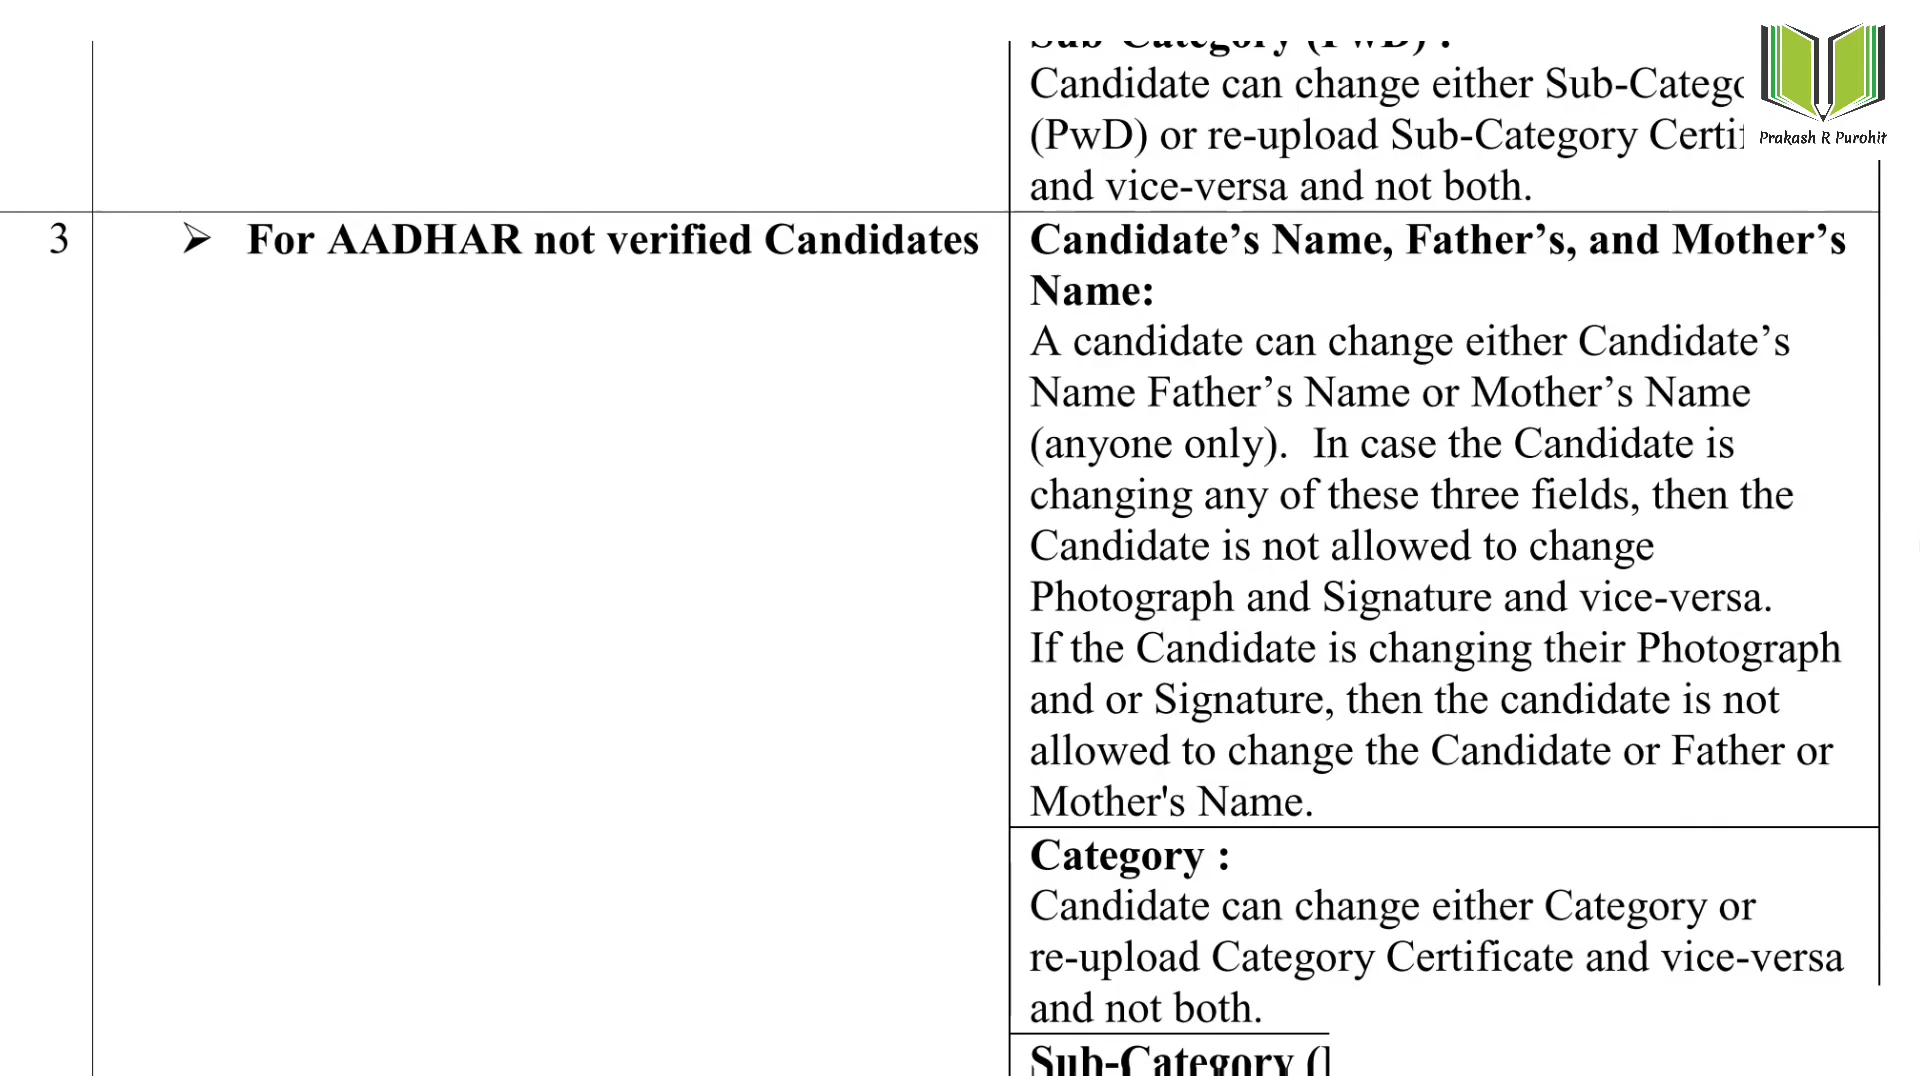 Sub-Category (PwD) :
Candidate can change either Sub-Catego
(PwD) or re-upload Sub-Category Certif
and vice-versa and not both.
Prakash R Purohit
3
➢ For AADHAR not verified Candidates
Candidate’s Name, Father’s, and Mother’s
Name:
A candidate can change either Candidate’s
Name Father’s Name or Mother’s Name
(anyone only).  In case the Candidate is
changing any of these three fields, then the
Candidate is not allowed to change
Photograph and Signature and vice-versa.
If the Candidate is changing their Photograph
and or Signature, then the candidate is not
allowed to change the Candidate or Father or
Mother's Name.
Category :
Candidate can change either Category or
re-upload Category Certificate and vice-versa
and not both.
Sub-Category (